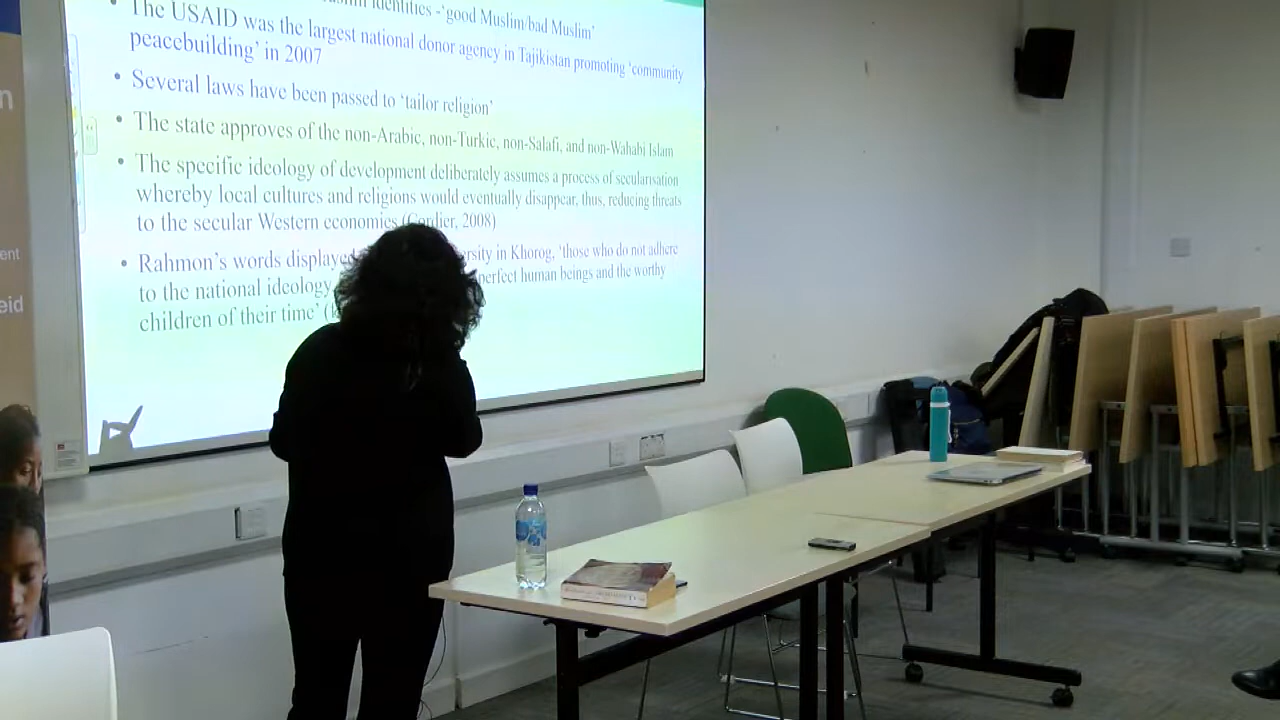 identities -‘good Muslim/bad Muslim’
• The USAID was the largest national donor agency in Tajikistan promoting ‘community
peacebuilding’ in 2007
• Several laws have been passed to ‘tailor religion’
• The state approves of the non-Arabic, non-Turkic, non-Salafi, and non-Wahabi Islam
• The specific ideology of development deliberately assumes a process of secularisation
whereby local cultures and religions would eventually disappear, thus, reducing threats
to the secular Western economies (Cordier, 2008)
• Rahmon’s words displayed in Khorog, ‘those who do not adhere
to the national ideology perfect human beings and the worthy
children of their time’
n
ent
eid